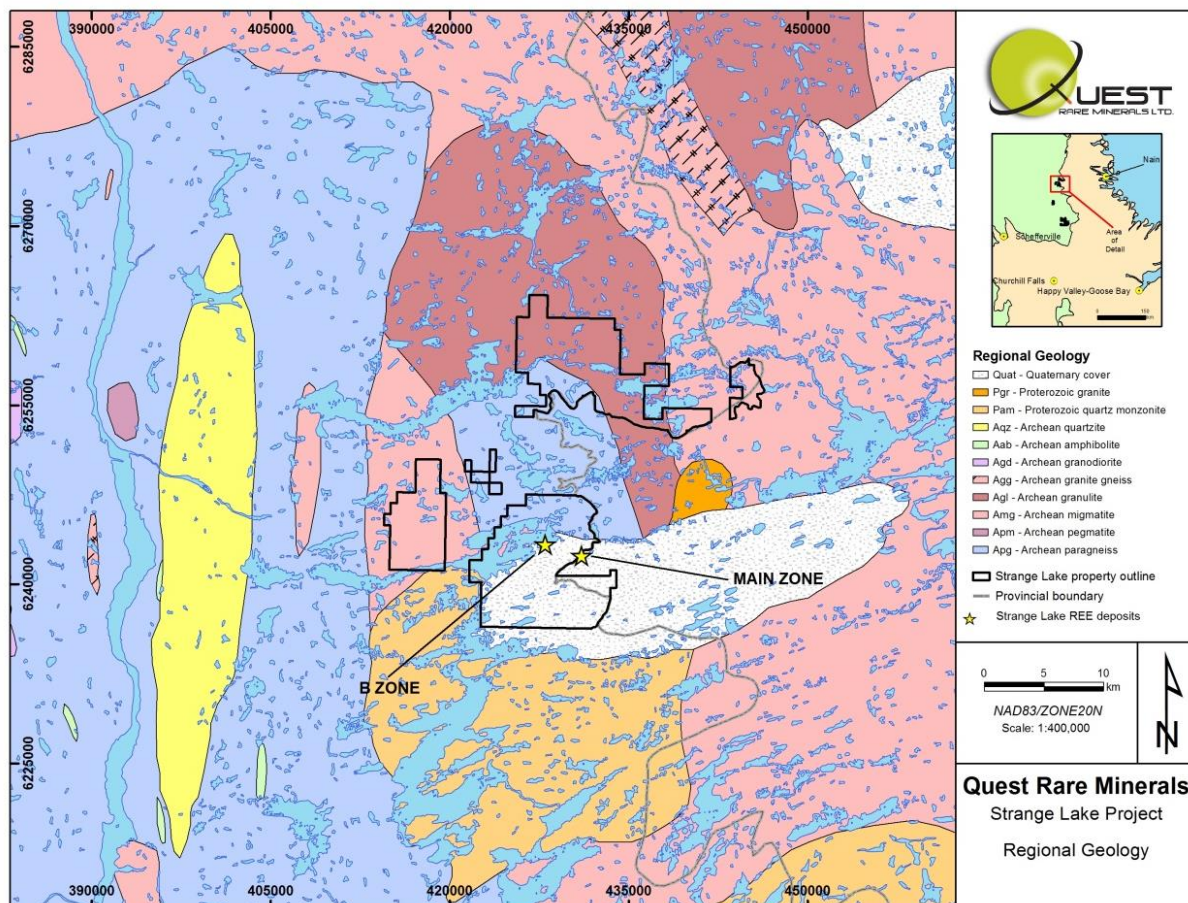 390000
405000
420000
435000
450000
6285000
6270000
6255000
6240000
6225000
MAIN ZONE
B ZONE
390000
405000
420000
435000
450000
QUEST
RARE MINERALS LTD.
Nain
Schefferville
Area
of
Detail
Churchill Falls
Happy Valley-Goose Bay
150
km
Regional Geology
Quat - Quaternary cover
Pgr - Proterozoic granite
Pam - Proterozoic quartz monzonite
Aqz - Archean quartzite
Aab - Archean amphibolite
Agd - Archean granodiorite
Agg - Archean granite gneiss
Agl - Archean granulite
Amg - Archean migmatite
Apm - Archean pegmatite
Apg - Archean paragneiss
Strange Lake property outline
Provincial boundary
Strange Lake REE deposits
0 5 10
km
NAD83/ZONE20N
Scale: 1:400,000
N
Quest Rare Minerals
Strange Lake Project
Regional Geology